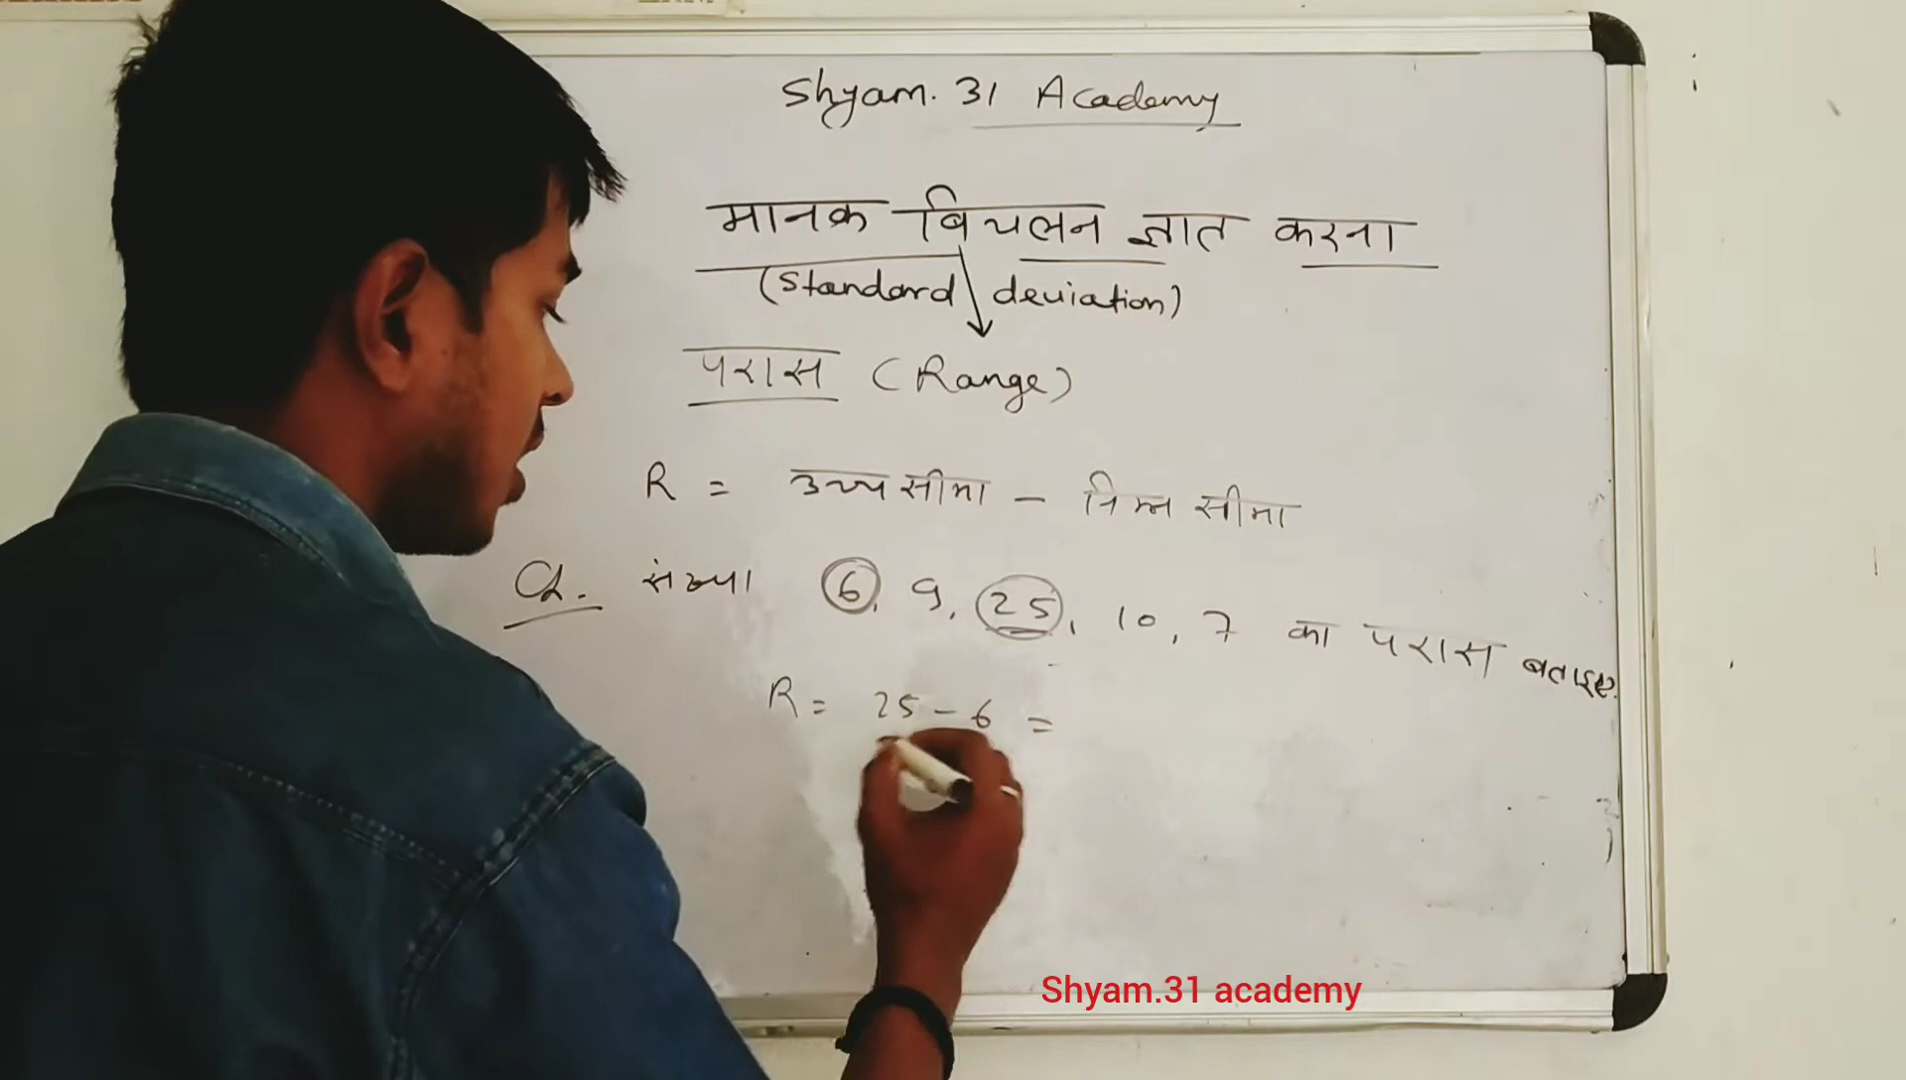 Shyam. 31 Academy
मानक विचलन ज्ञात करना
(Standard deviation)
परास (Range)
R = उच्च सीमा - निम्न सीमा
Q. संख्या 6, 9, 25, 10, 7 का परास बताइए.
R = 25 - 6 =
Shyam.31 academy